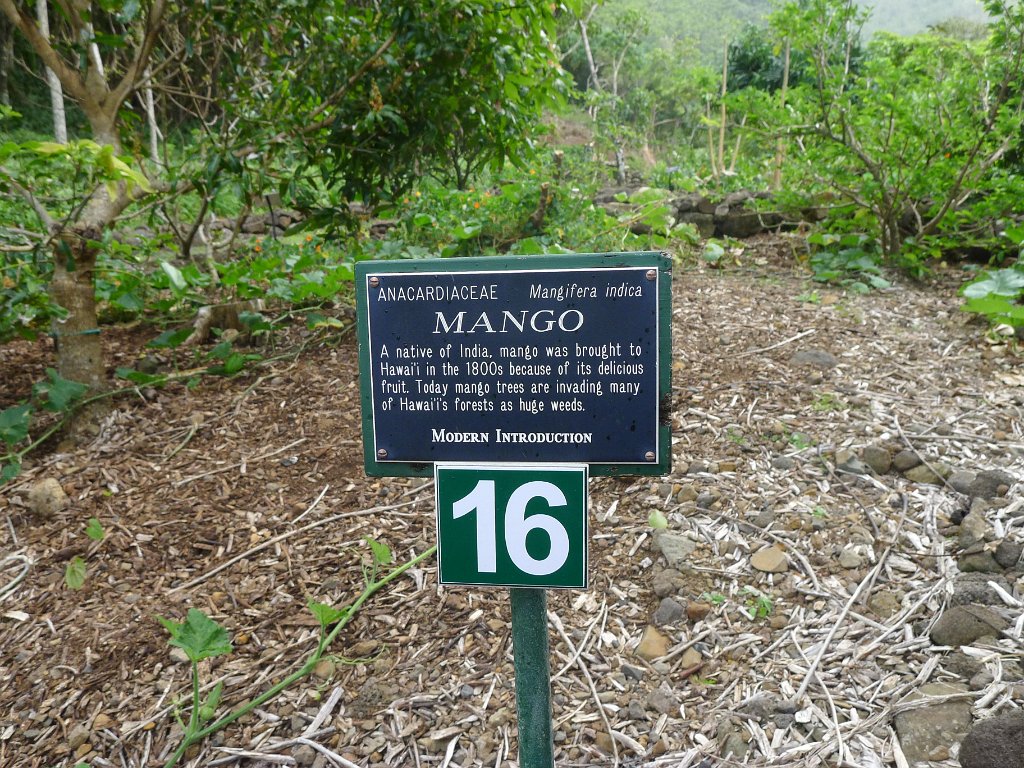 ANACARDIACEAE Mangifera indica
MANGO
A native of India, mango was brought to
Hawai'i in the 1800s because of its delicious
fruit. Today mango trees are invading many
of Hawai'i's forests as huge weeds.
MODERN INTRODUCTION
16